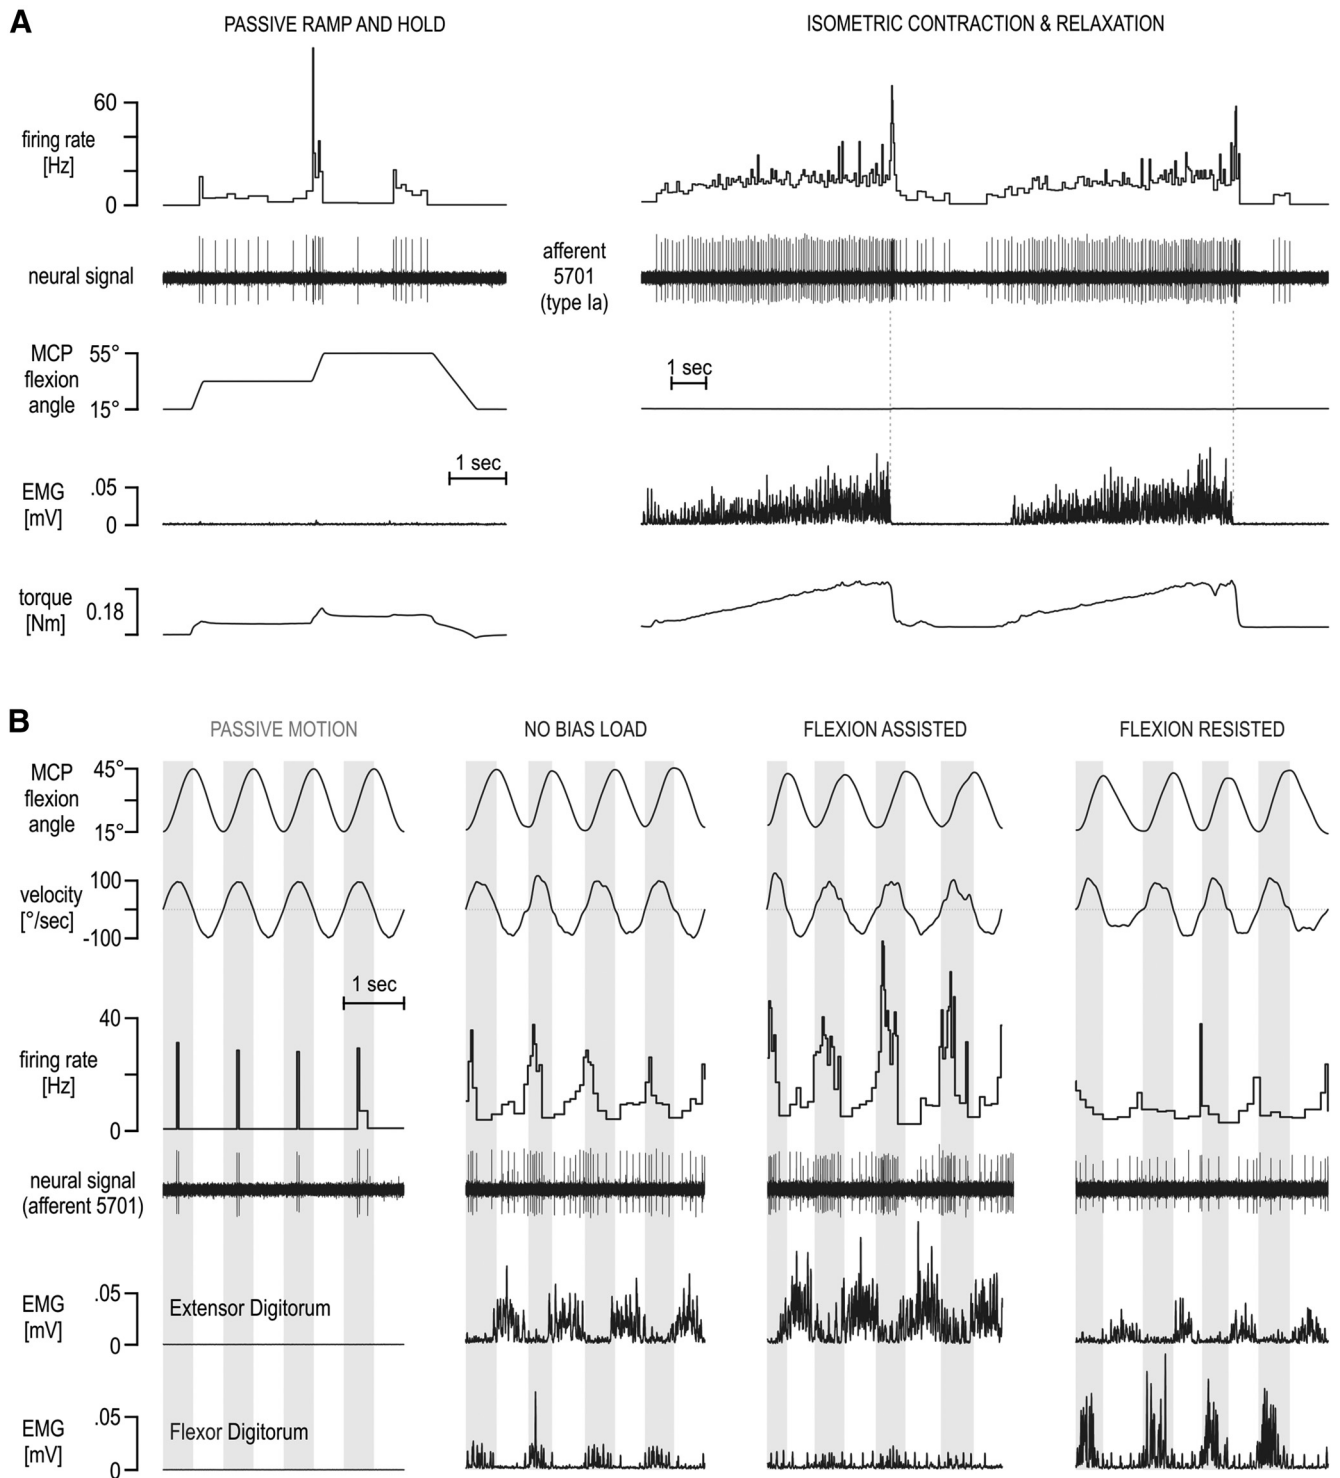 A
PASSIVE RAMP AND HOLD
ISOMETRIC CONTRACTION & RELAXATION
60
firing rate
[Hz]
0
neural signal
afferent
5701
(type Ia)
MCP
flexion
angle
55°
15°
1 sec
1 sec
EMG
[mV]
.05
0
torque
[Nm]
0.18
B
PASSIVE MOTION
NO BIAS LOAD
FLEXION ASSISTED
FLEXION RESISTED
MCP
flexion
angle
45°
15°
velocity
[°/sec]
100
-100
1 sec
40
firing rate
[Hz]
20
0
neural signal
(afferent 5701)
EMG
[mV]
.05
0
Extensor Digitorum
EMG
[mV]
.05
0
Flexor Digitorum